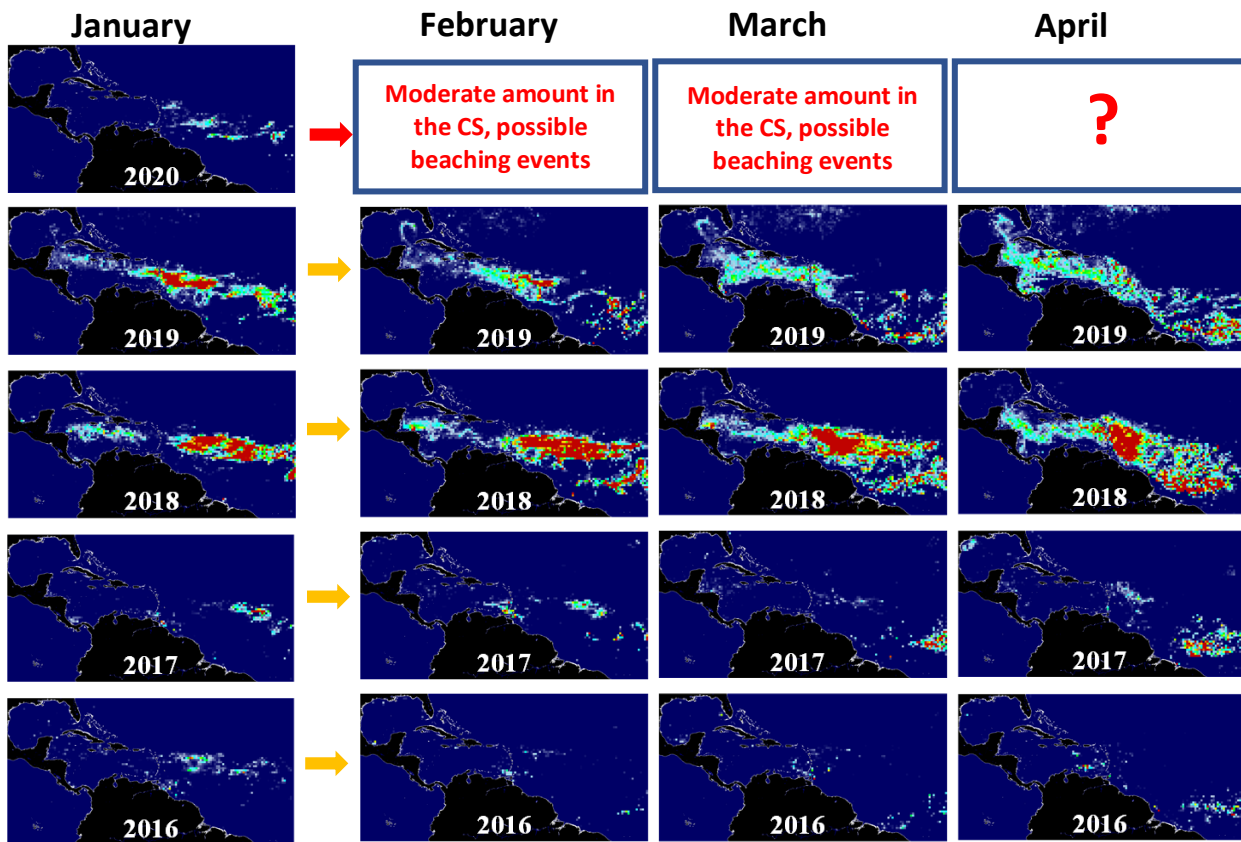 January
February
March
April
2020
Moderate amount in
the CS, possible
beaching events
Moderate amount in
the CS, possible
beaching events
?
2019
2019
2019
2019
2018
2018
2018
2018
2017
2017
2017
2017
2016
2016
2016
2016